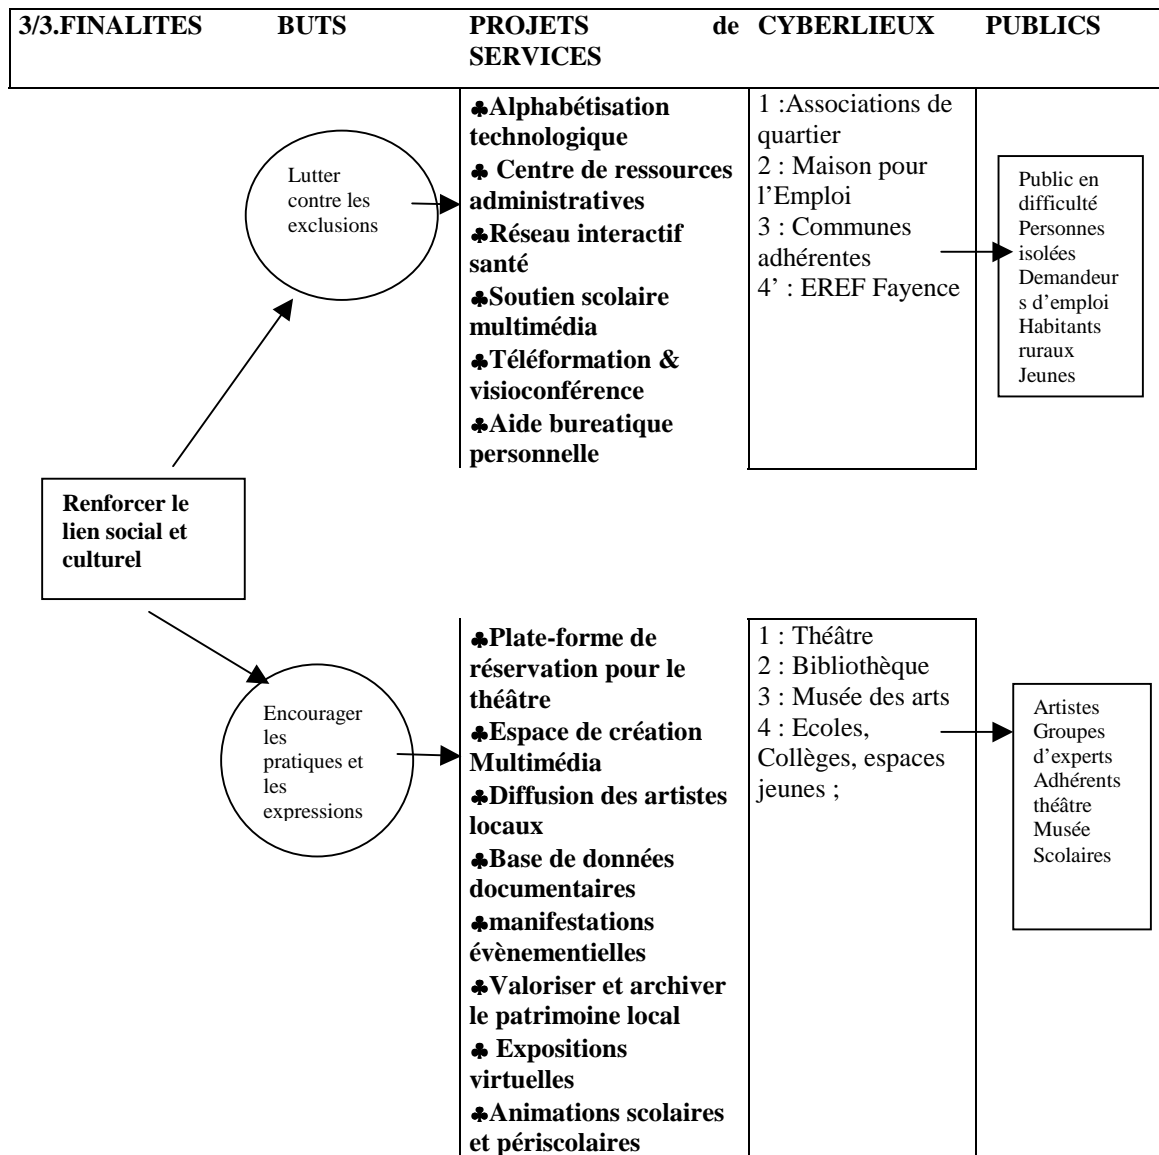 3/3.FINALITES BUTS PROJETS de CYBERLIEUX PUBLICS
SERVICES
Lutter
contre les
exclusions
♣Alphabétisation
technologique
♣ Centre de ressources
administratives
♣Réseau interactif
santé
♣Soutien scolaire
multimédia
♣Téléformation &
visioconférence
♣Aide bureatique
personnelle
1 :Associations de
quartier
2 : Maison pour
l’Emploi
3 : Communes
adhérentes
4’ : EREF Fayence
Public en
difficulté
Personnes
isolées
Demandeur
s d’emploi
Habitants
ruraux
Jeunes
Renforcer le
lien social et
culturel
Encourager
les
pratiques et
les
expressions
♣Plate-forme de
réservation pour le
théâtre
♣Espace de création
Multimédia
♣Diffusion des artistes
locaux
♣Base de données
documentaires
♣manifestations
évènementielles
♣Valoriser et archiver
le patrimoine local
♣ Expositions
virtuelles
♣Animations scolaires
et périscolaires
1 : Théâtre
2 : Bibliothèque
3 : Musée des arts
4 : Ecoles,
Collèges, espaces
jeunes ;
Artistes
Groupes
d’experts
Adhérents
théâtre
Musée
Scolaires